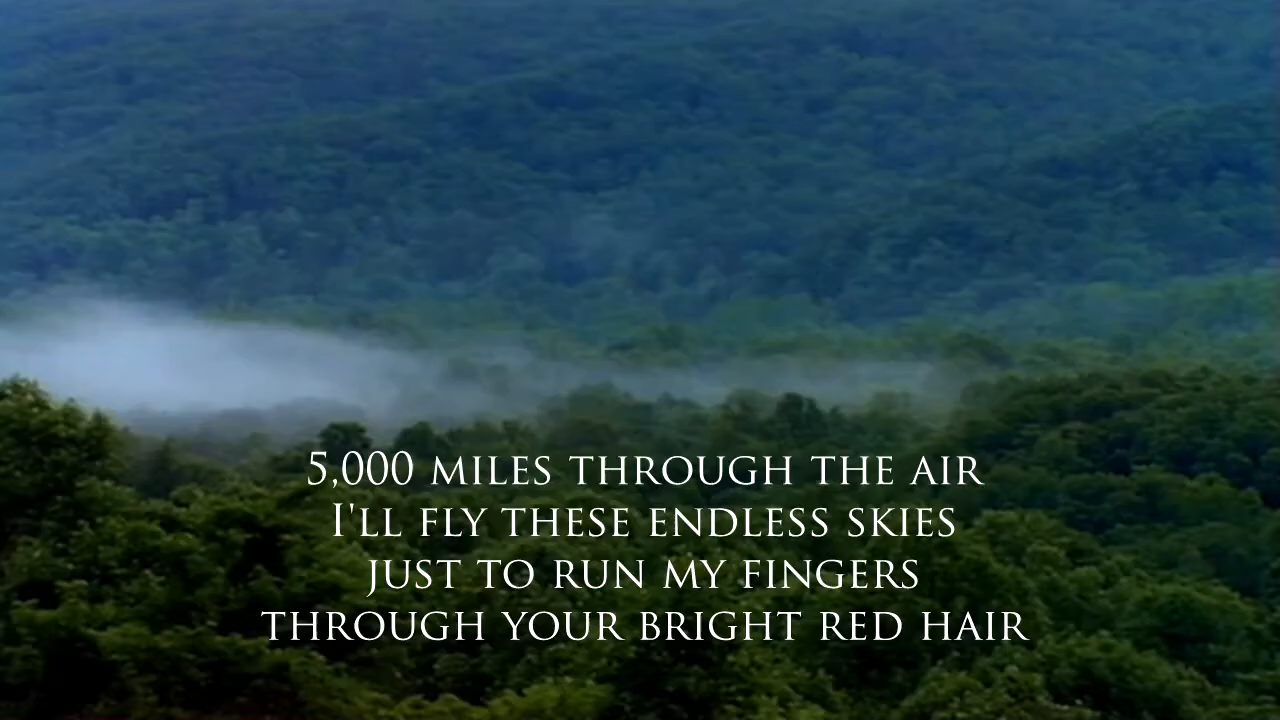 5,000 MILES THROUGH THE AIR
I'LL FLY THESE ENDLESS SKIES
JUST TO RUN MY FINGERS
THROUGH YOUR BRIGHT RED HAIR